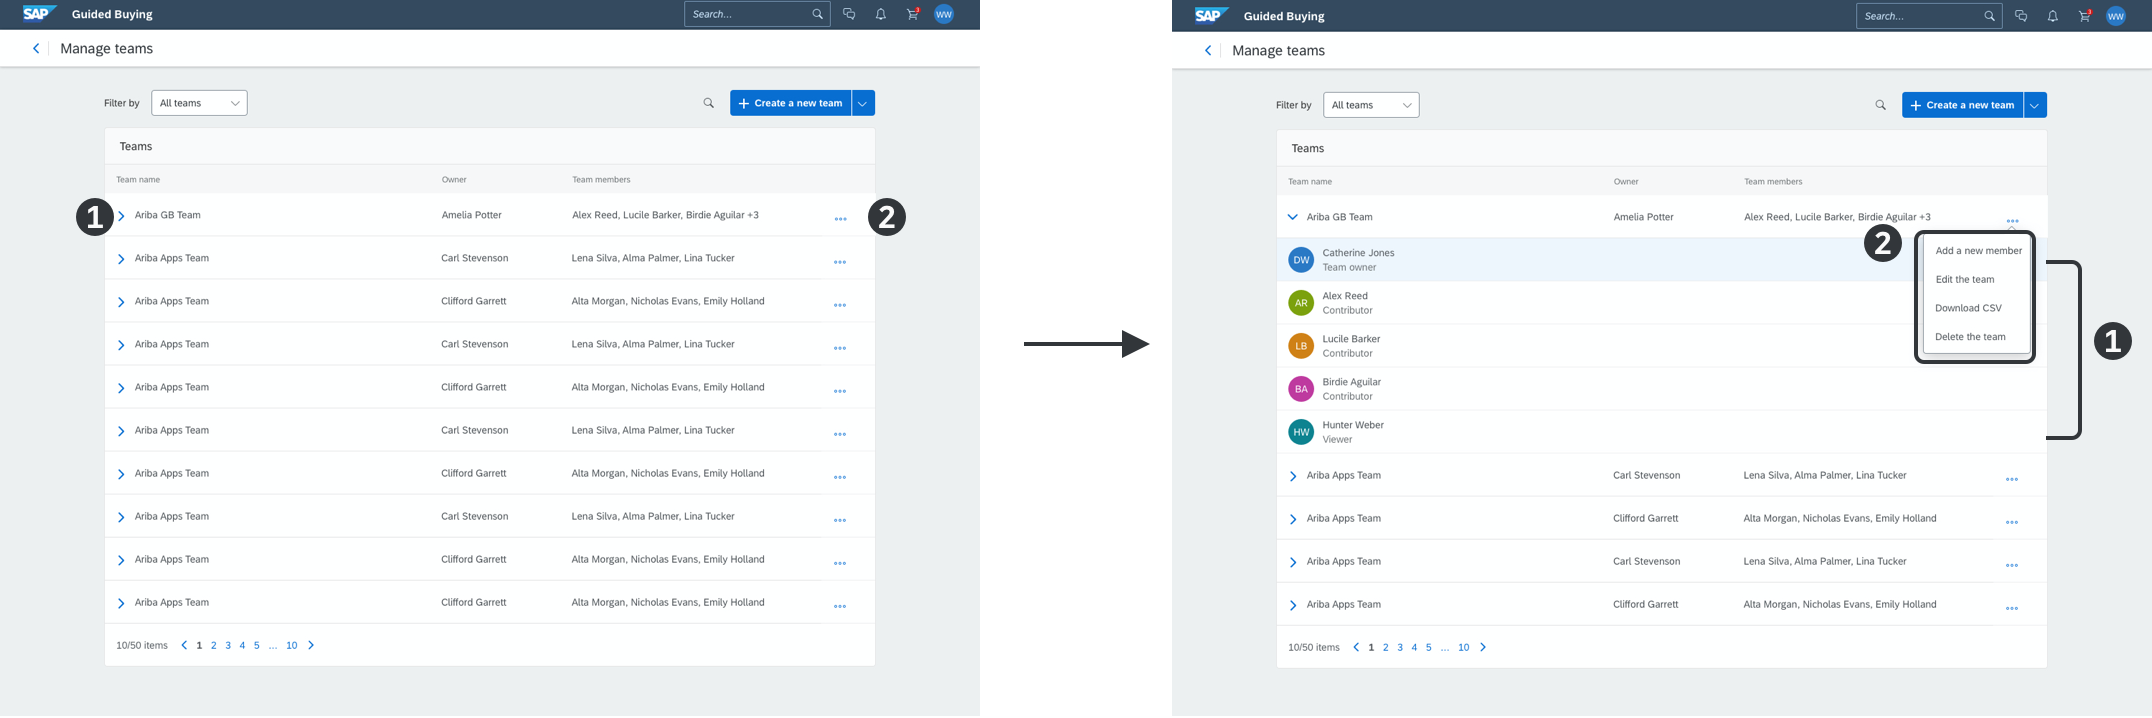 SAP Guided Buying Search... 3 WW
Manage teams
Filter by All teams Create a new team
Teams
Team name Owner Team members
1 Ariba GB Team Amelia Potter Alex Reed, Lucile Barker, Birdie Aguilar +3 2
Ariba Apps Team Carl Stevenson Lena Silva, Alma Palmer, Lina Tucker
Ariba Apps Team Clifford Garrett Alta Morgan, Nicholas Evans, Emily Holland
Ariba Apps Team Carl Stevenson Lena Silva, Alma Palmer, Lina Tucker
Ariba Apps Team Clifford Garrett Alta Morgan, Nicholas Evans, Emily Holland
Ariba Apps Team Carl Stevenson Lena Silva, Alma Palmer, Lina Tucker
Ariba Apps Team Clifford Garrett Alta Morgan, Nicholas Evans, Emily Holland
Ariba Apps Team Carl Stevenson Lena Silva, Alma Palmer, Lina Tucker
Ariba Apps Team Clifford Garrett Alta Morgan, Nicholas Evans, Emily Holland
Ariba Apps Team Clifford Garrett Alta Morgan, Nicholas Evans, Emily Holland
10/50 items 1 2 3 4 5 ... 10
SAP Guided Buying Search... 3 WW
Manage teams
Filter by All teams Create a new team
Teams
Team name Owner Team members
Ariba GB Team Amelia Potter Alex Reed, Lucile Barker, Birdie Aguilar +3
2
Add a new member
Edit the team
Download CSV
Delete the team
1
DW Catherine Jones
Team owner
AR Alex Reed
Contributor
LB Lucile Barker
Contributor
BA Birdie Aguilar
Contributor
HW Hunter Weber
Viewer
Ariba Apps Team Carl Stevenson Lena Silva, Alma Palmer, Lina Tucker
Ariba Apps Team Clifford Garrett Alta Morgan, Nicholas Evans, Emily Holland
Ariba Apps Team Carl Stevenson Lena Silva, Alma Palmer, Lina Tucker
Ariba Apps Team Clifford Garrett Alta Morgan, Nicholas Evans, Emily Holland
10/50 items 1 2 3 4 5 ... 10